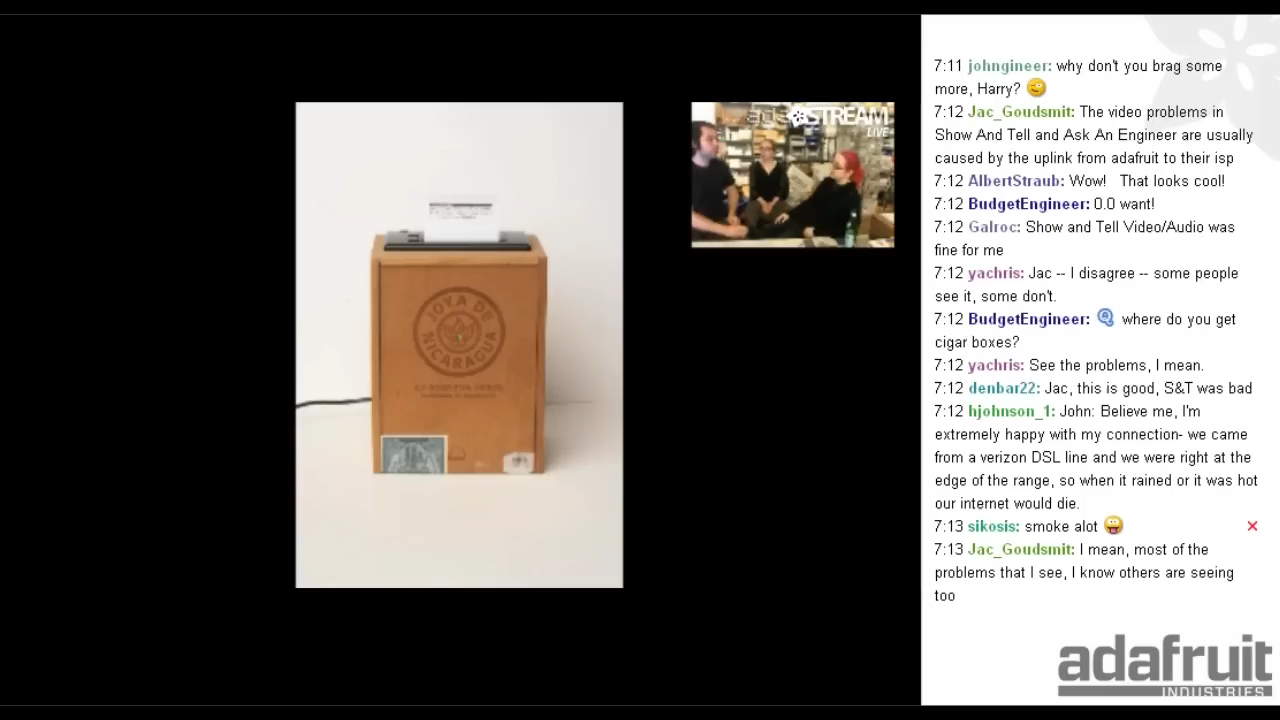 7:11 johngineer: why don't you brag some
more, Harry?
7:12 Jac_Goudsmit: The video problems in
Show And Tell and Ask An Engineer are usually
caused by the uplink from adafruit to their isp
7:12 AlbertStraub: Wow! That looks cool!
7:12 BudgetEngineer: 0.0 want!
7:12 Galroc: Show and Tell Video/Audio was
fine for me
7:12 yachris: Jac -- I disagree -- some people
see it, some don't.
7:12 BudgetEngineer: where do you get
cigar boxes?
7:12 yachris: See the problems, I mean.
7:12 denbar22: Jac, this is good, S&T was bad
7:12 hjohnson_1: John: Believe me, I'm
extremely happy with my connection- we came
from a verizon DSL line and we were right at the
edge of the range, so when it rained or it was hot
our internet would die.
7:13 sikosis: smoke alot
7:13 Jac_Goudsmit: I mean, most of the
problems that I see, I know others are seeing
too
STREAM
LIVE
JOYA DE
NICARAGUA
adafruit
INDUSTRIES